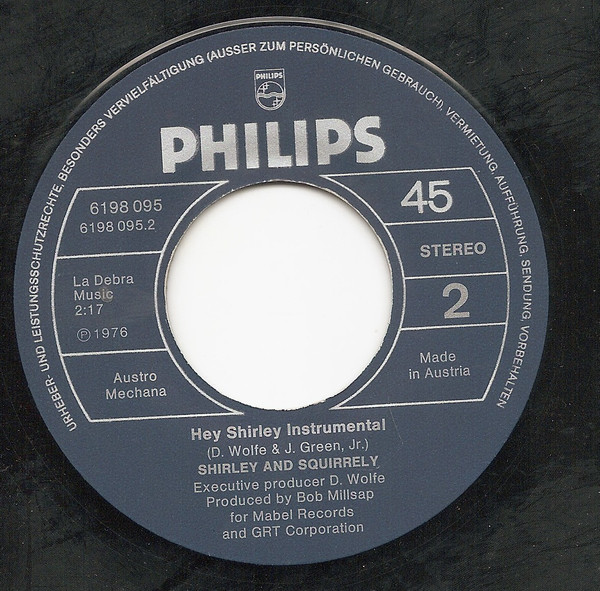 URHEBER- UND LEISTUNGSSCHUTZRECHTE, BESONDERS VERVIELFÄLTIGUNG (AUSSER ZUM PERSÖNLICHEN GEBRAUCH), VERMIETUNG, AUFFÜHRUNG, SENDUNG, VORBEHALTEN
PHILIPS
PHILIPS
6198 095
6198 095.2
45
STEREO
La Debra
Music
2:17
℗ 1976
2
Austro
Mechana
Made
in Austria
Hey Shirley Instrumental
(D. Wolfe & J. Green, Jr.)
SHIRLEY AND SQUIRRELY
Executive producer D. Wolfe
Produced by Bob Millsap
for Mabel Records
and GRT Corporation